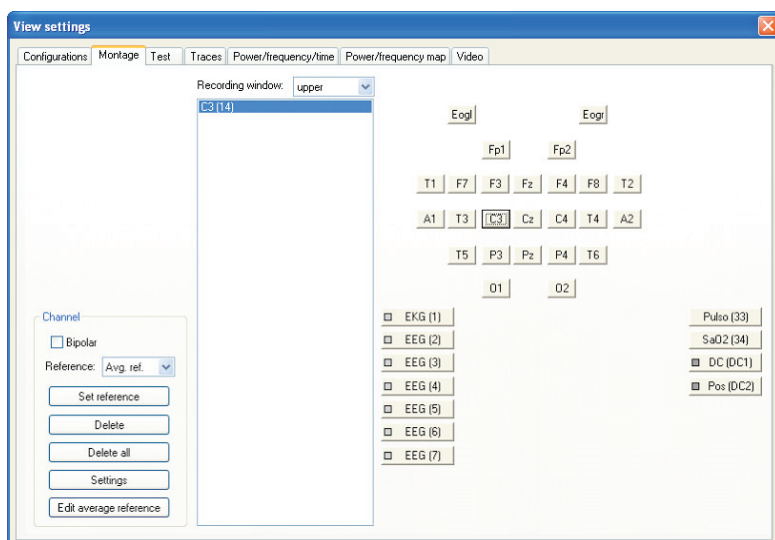 View settings
Configurations Montage Test Traces Power/frequency/time Power/frequency map Video
Recording window: upper
C3 (14)
Eogl Eogr
Fp1 Fp2
T1 F7 F3 Fz F4 F8 T2
A1 T3 C3 Cz C4 T4 A2
T5 P3 Pz P4 T6
O1 O2
Channel
Bipolar
Reference: Avg. ref.
Set reference
Delete
Delete all
Settings
Edit average reference
EKG (1)
EEG (2)
EEG (3)
EEG (4)
EEG (5)
EEG (6)
EEG (7)
Pulso (33)
SaO2 (34)
DC (DC1)
Pos (DC2)